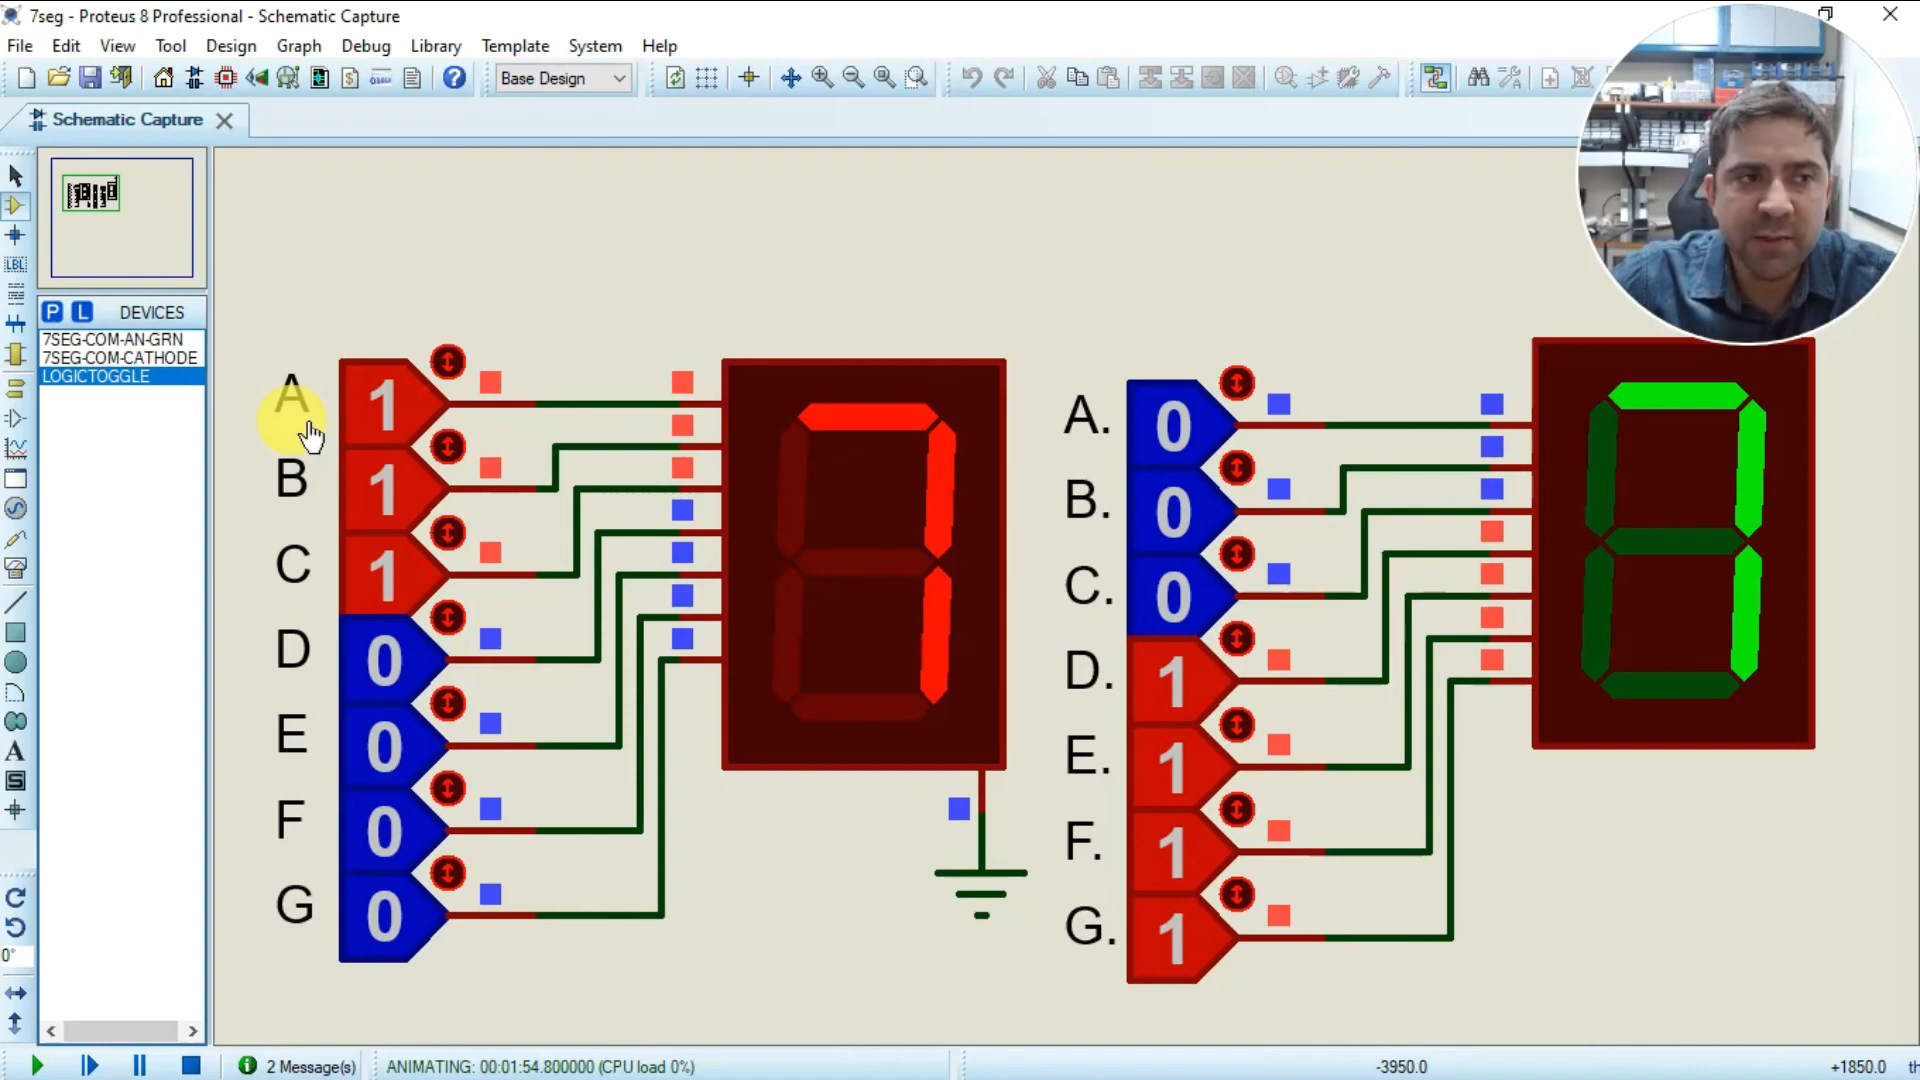 7seg - Proteus 8 Professional - Schematic Capture
File Edit View Tool Design Graph Debug Library Template System Help
Base Design
Schematic Capture
P L DEVICES
7SEG-COM-AN-GRN
7SEG-COM-CATHODE
LOGICTOGGLE
LBL
A
S
0°
A 1
B 1
C 1
D 0
E 0
F 0
G 0
A. 0
B. 0
C. 0
D. 1
E. 1
F. 1
G. 1
2 Message(s) ANIMATING: 00:01:54.800000 (CPU load 0%) -3950.0 +1850.0 th